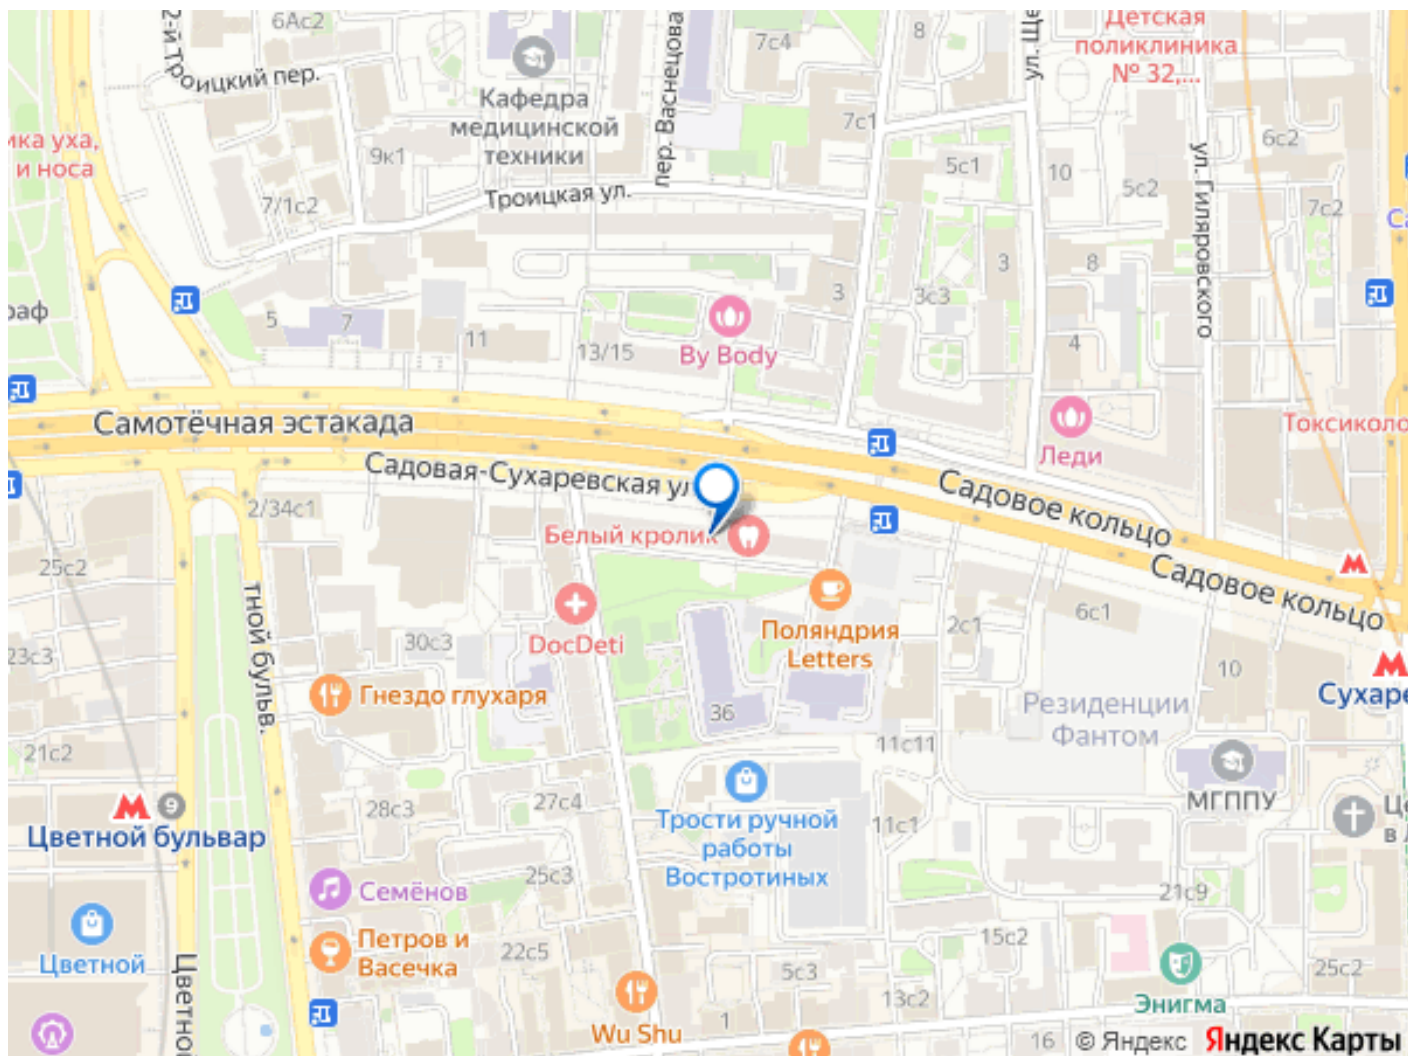 6Ас2
2-й Троицкий пер.
Кафедра
медицинской
техники
пер. Васнецова
7с4
8
ул. Ще
Детская
поликлиника
№ 32,...
7с1
6с2
ика уха,
и носа
9к1
Троицкая ул.
5с1
10
5с2
ул. Гиляровского
7с2
Са
7/1с2
3
8
раф
5
7
11
13/15
By Body
3
3с3
4
Самотёчная эстакада
Леди
Токсиколо
Садовая-Сухаревская ул
Садовое кольцо
2/34с1
Белый кролик
Садовое кольцо
25с2
тной бульв.
DocDeti
Поляндрия
Letters
2с1
6с1
30с3
23с3
10
Сухаре
Гнездо глухаря
36
Резиденции
Фантом
21с2
11с11
9
Цветной бульвар
28с3
27с4
Трости ручной
работы
Востротиных
11с1
МГППУ
Це
в Д
Семёнов
25с3
21с9
Цветной
Петров и
Васечка
22с5
15с2
5с3
25с2
Цветной
13с2
Энигма
Wu Shu
1
16
© Яндекс Яндекс Карты